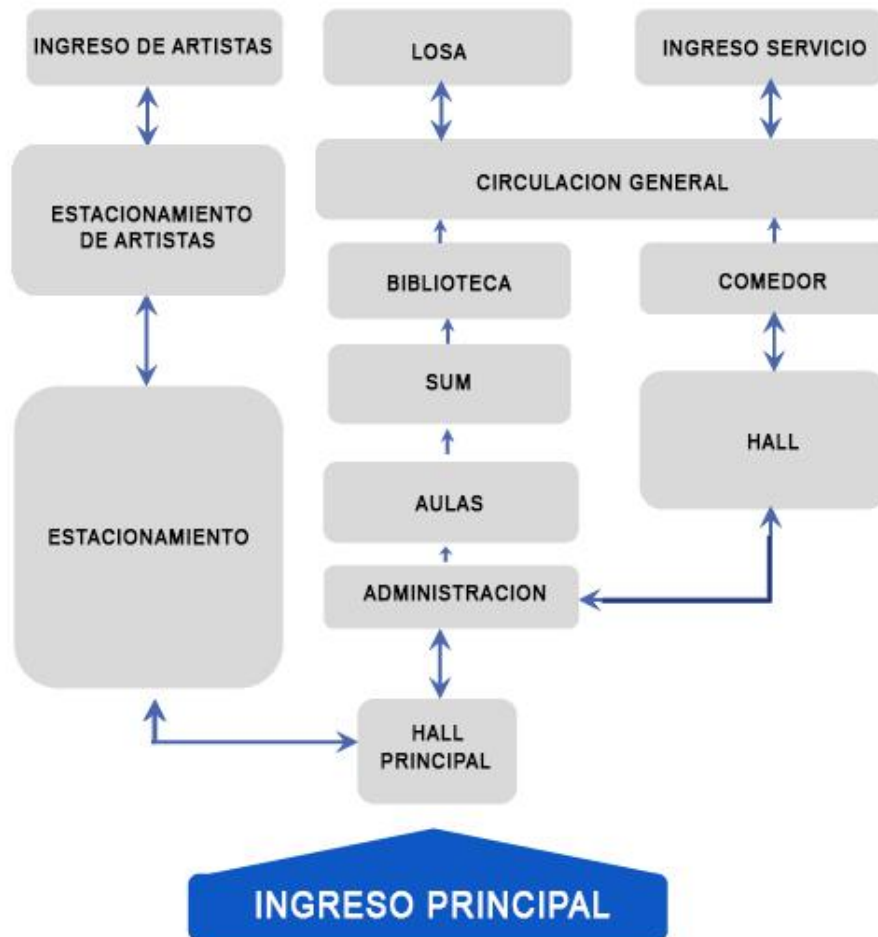 INGRESO DE ARTISTAS
LOSA
INGRESO SERVICIO
ESTACIONAMIENTO
DE ARTISTAS
CIRCULACION GENERAL
BIBLIOTECA
COMEDOR
SUM
HALL
AULAS
ESTACIONAMIENTO
ADMINISTRACION
HALL
PRINCIPAL
INGRESO PRINCIPAL